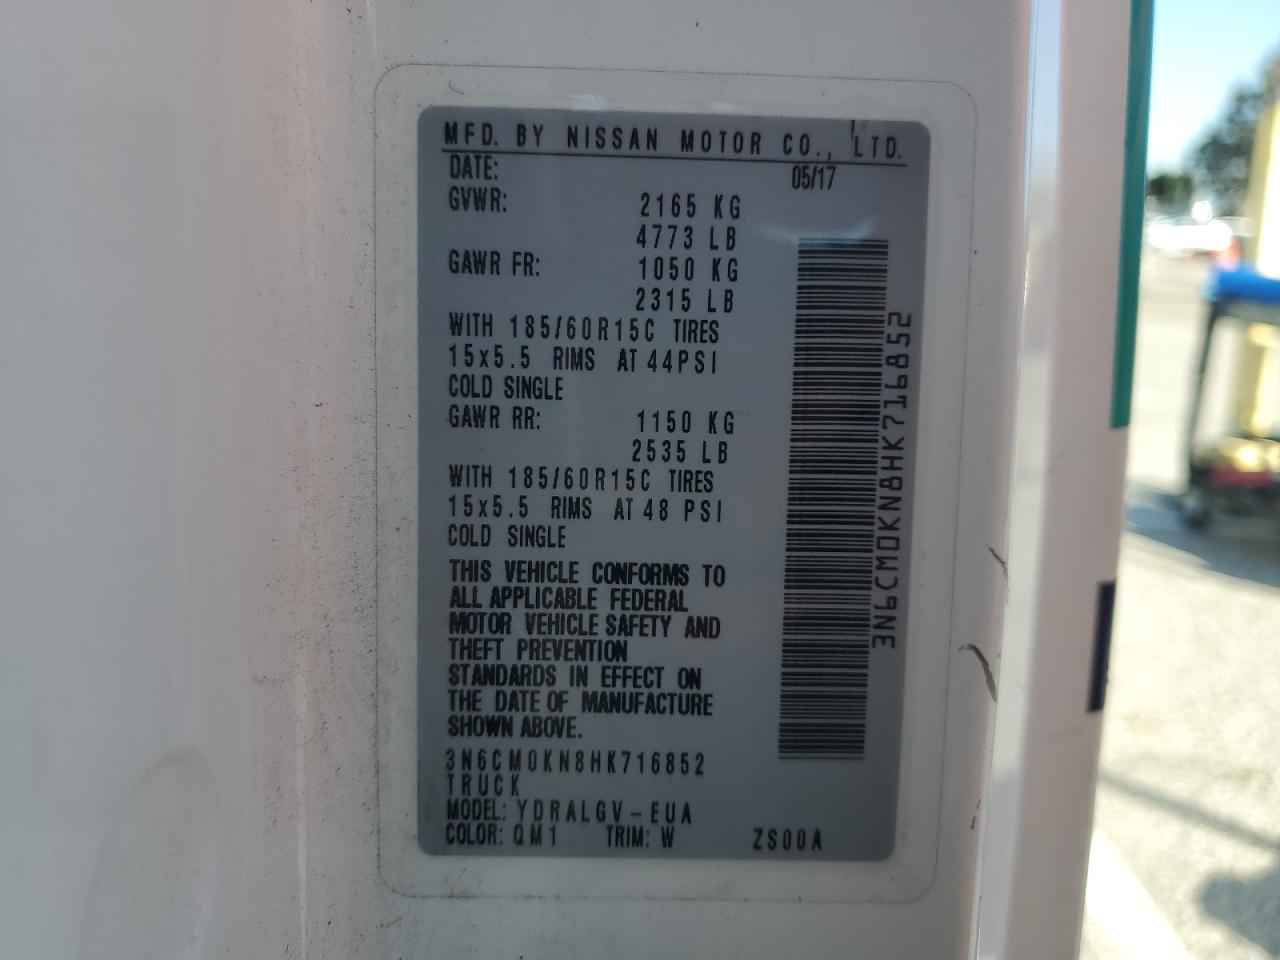 MFD. BY NISSAN MOTOR CO., LTD.
DATE: 05/17
GVWR: 2165 KG
4773 LB
GAWR FR: 1050 KG
2315 LB
WITH 185/60R15C TIRES
15x5.5 RIMS AT 44PSI
COLD SINGLE
GAWR RR: 1150 KG
2535 LB
WITH 185/60R15C TIRES
15x5.5 RIMS AT 48 PSI
COLD SINGLE
THIS VEHICLE CONFORMS TO
ALL APPLICABLE FEDERAL
MOTOR VEHICLE SAFETY AND
THEFT PREVENTION
STANDARDS IN EFFECT ON
THE DATE OF MANUFACTURE
SHOWN ABOVE.
3N6CM0KN8HK716852
TRUCK
MODEL: YDRALGV-EUA
COLOR: QM1 TRIM: W ZS00A
3N6CM0KN8HK716852